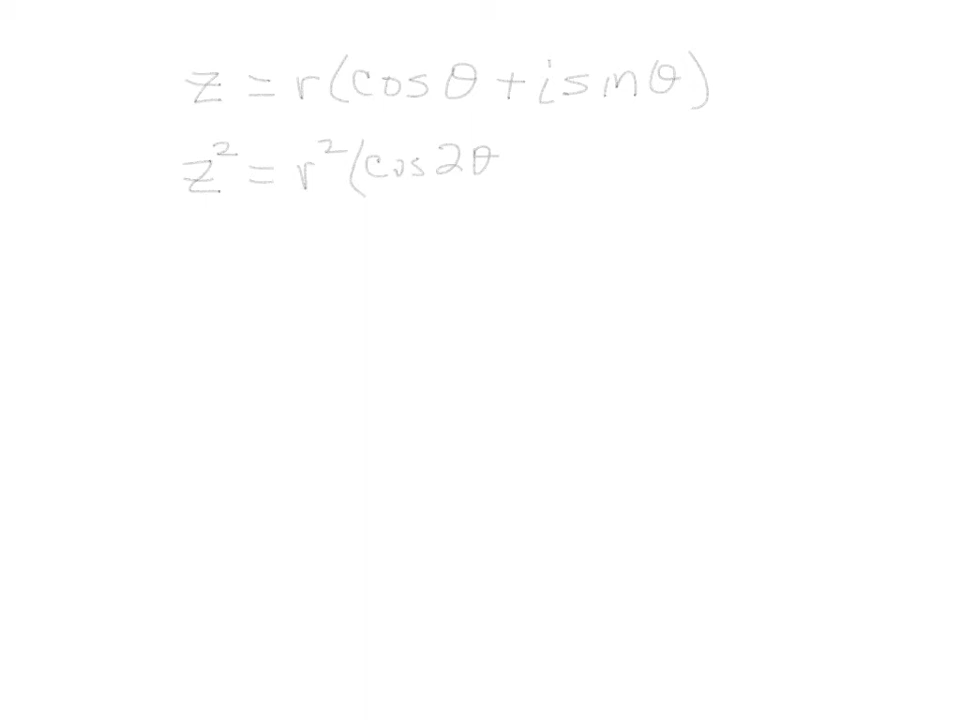 z = r(cosθ + i sinθ)
z² = r²(cos2θ